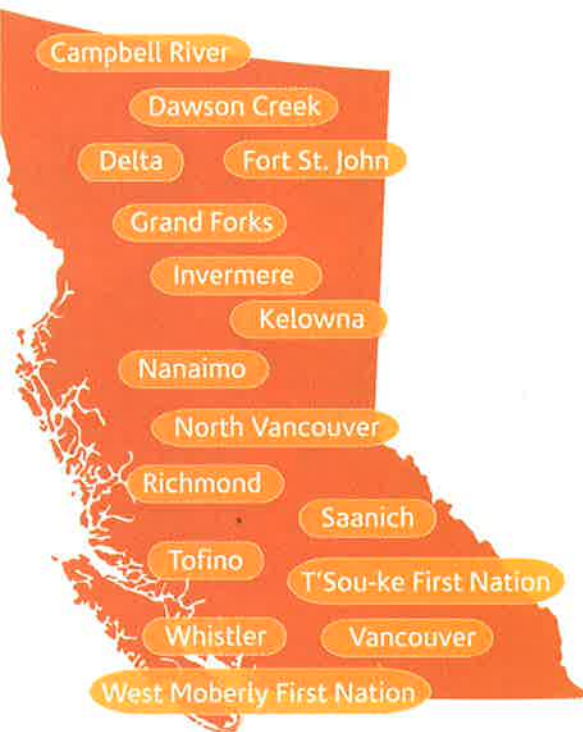 Campbell River
Dawson Creek
Delta
Fort St. John
Grand Forks
Invermere
Kelowna
Nanaimo
North Vancouver
Richmond
Saanich
Tofino
T'Sou-ke First Nation
Whistler
Vancouver
West Moberly First Nation